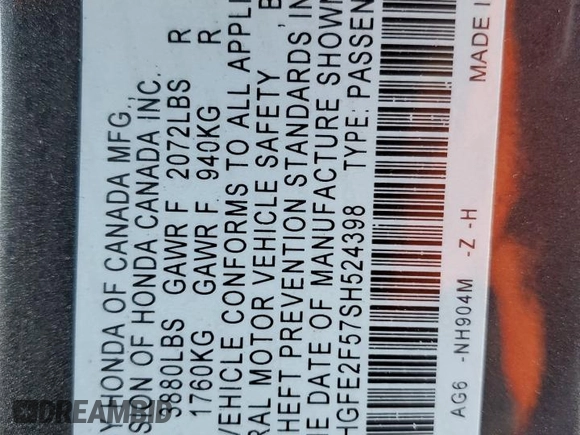 Y HONDA OF CANADA MFG.,
SION OF HONDA CANADA INC.
3880LBS GAWR F 2072LBS R
1760KG GAWR F 940KG R
VEHICLE CONFORMS TO ALL APPLI
RAL MOTOR VEHICLE SAFETY , B
HEFT PREVENTION STANDARDS, IN
HE DATE OF MANUFACTURE SHOWN
HGFE2F57SH524398 TYPE: PASSEN
AG6 -NH904M -Z -H MADE I
DREAMBID